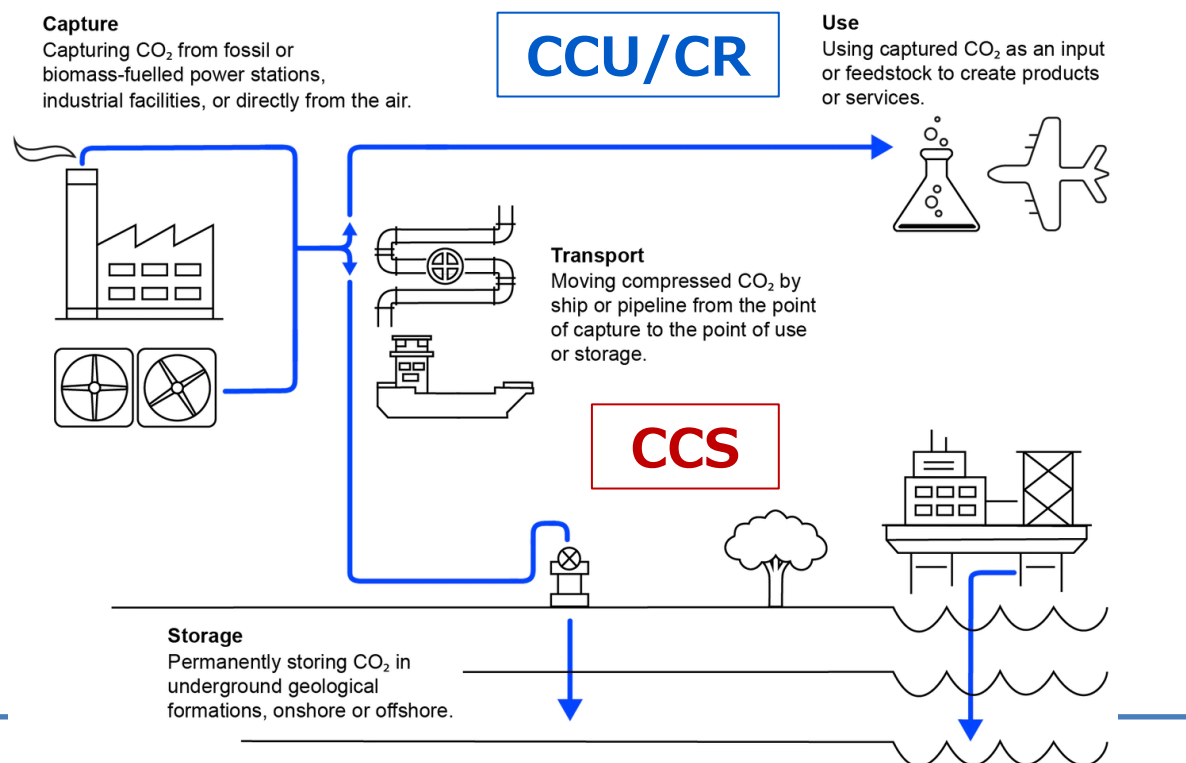 Capture
Capturing CO₂ from fossil or
biomass-fuelled power stations,
industrial facilities, or directly from the air.
CCU/CR
Use
Using captured CO₂ as an input
or feedstock to create products
or services.
Transport
Moving compressed CO₂ by
ship or pipeline from the point
of capture to the point of use
or storage.
CCS
Storage
Permanently storing CO₂ in
underground geological
formations, onshore or offshore.